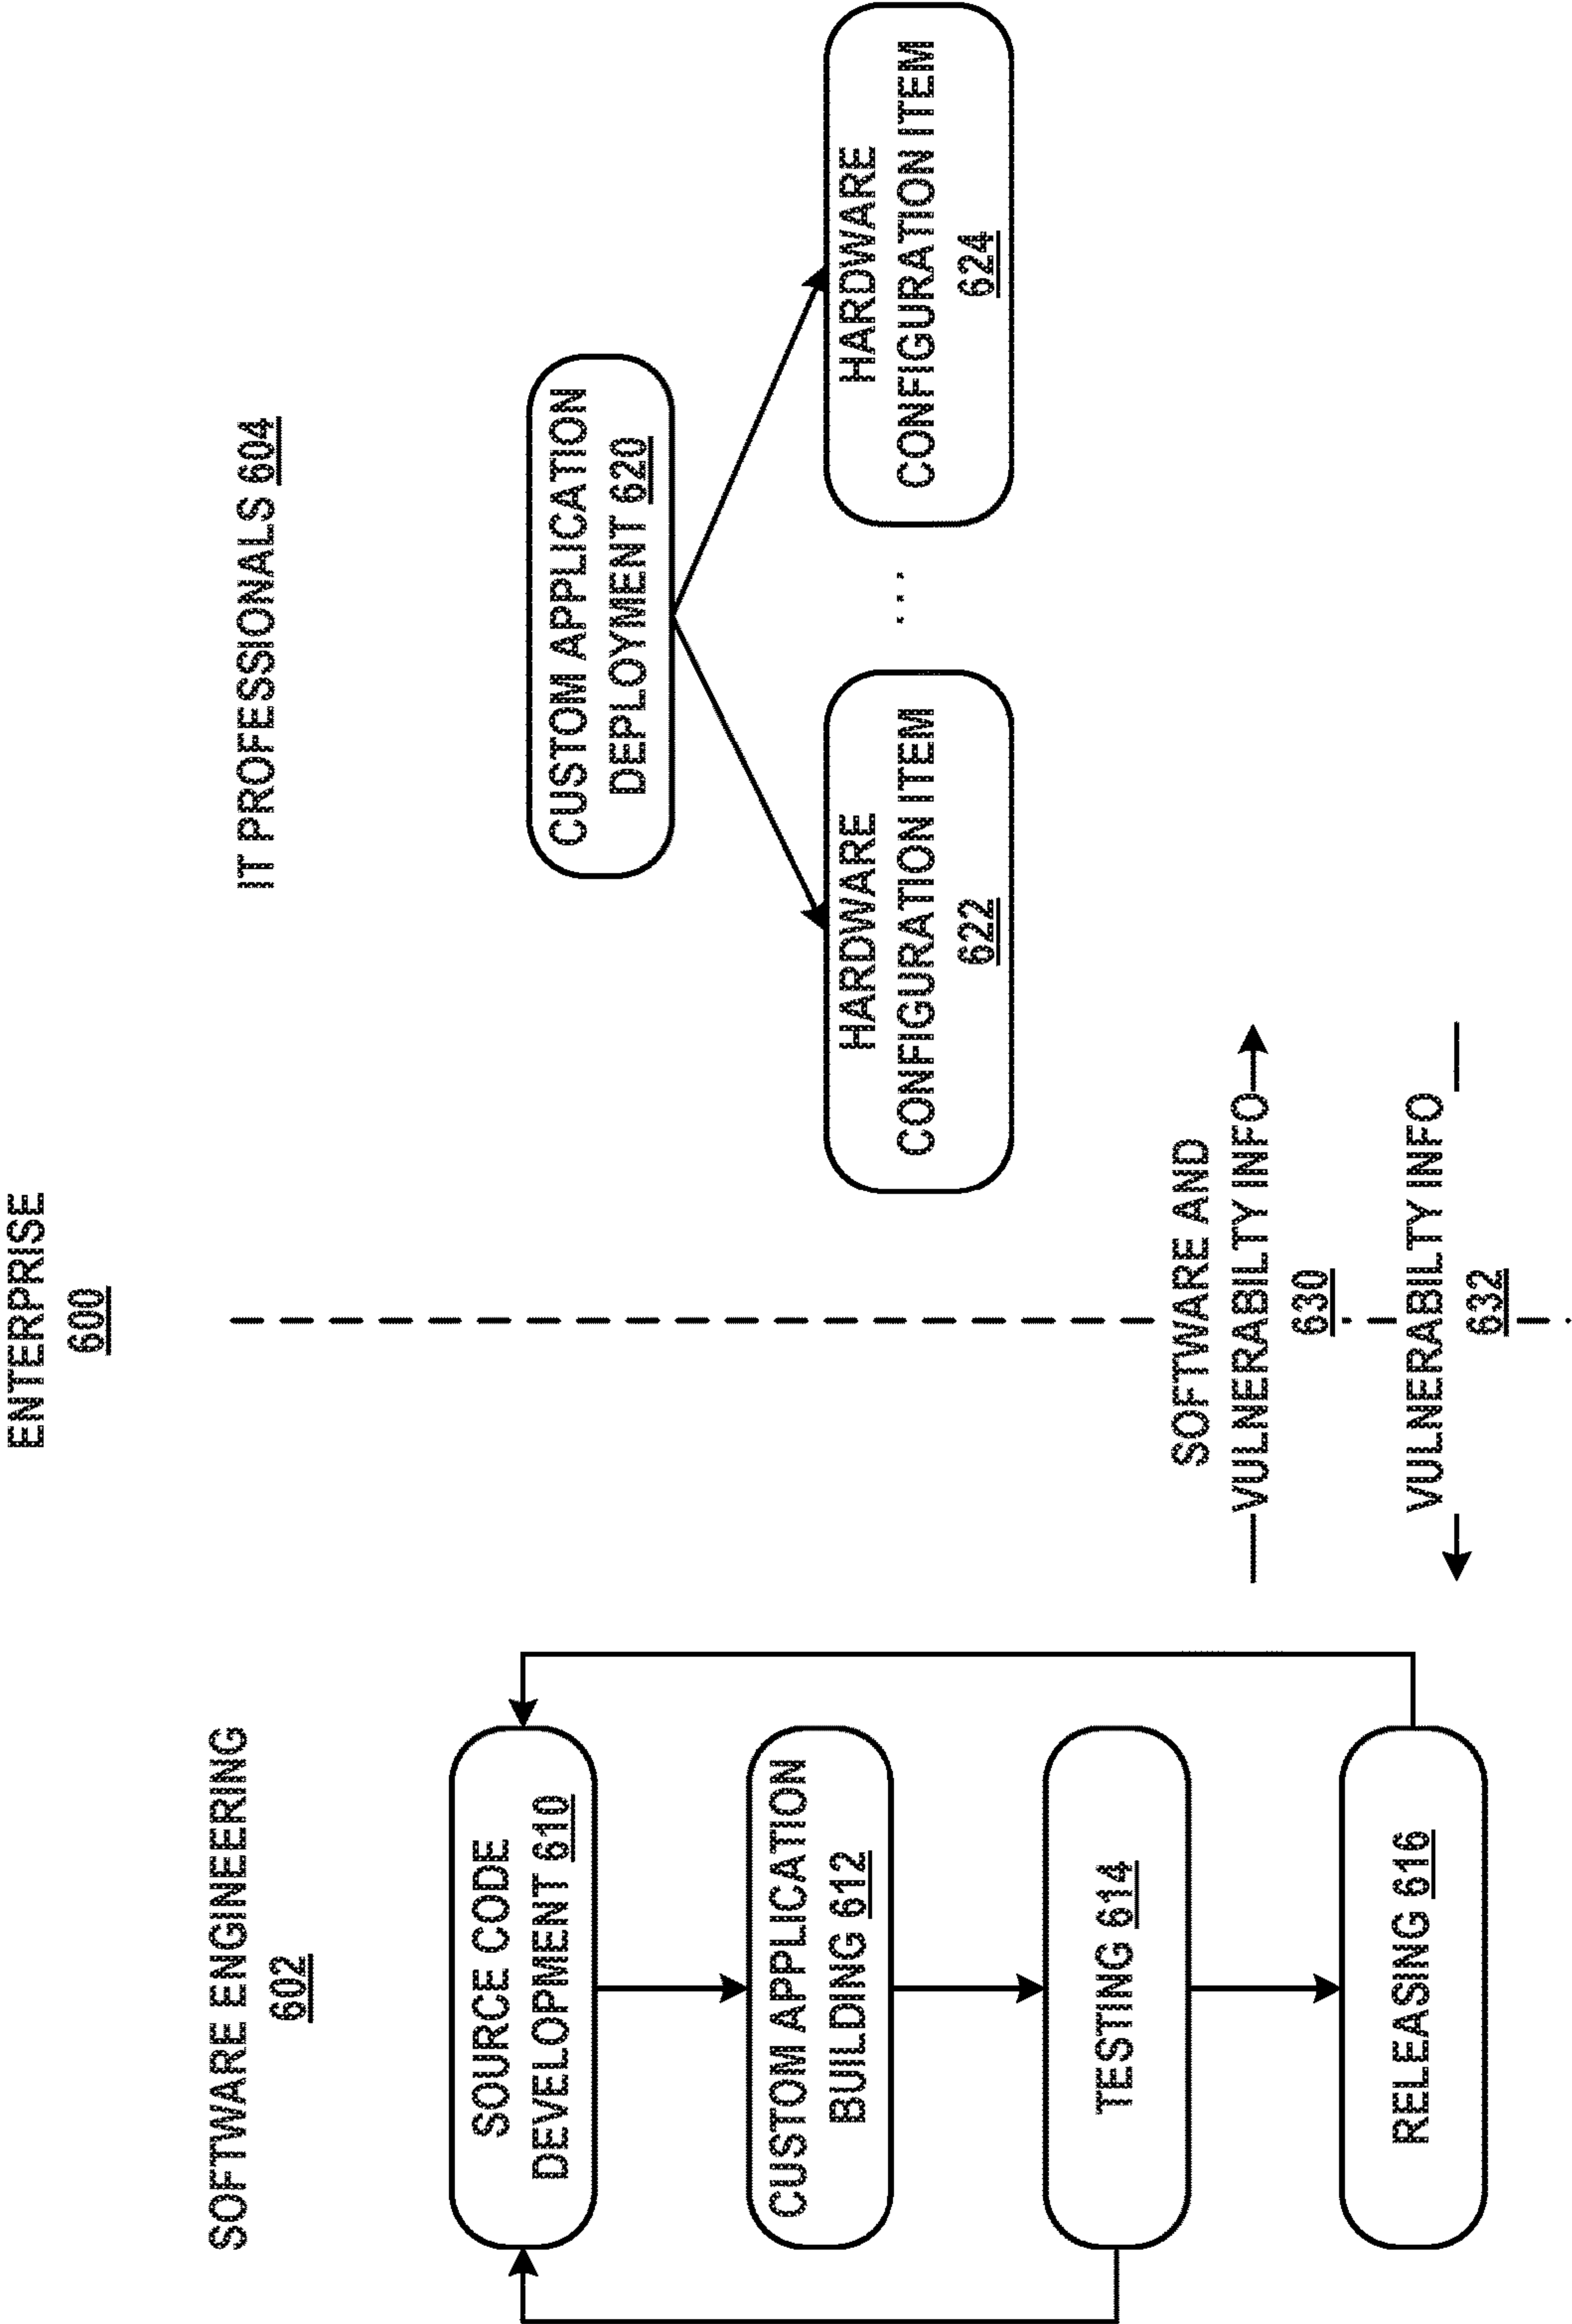 ENTERPRISE
600
SOFTWARE ENGINEERING
602
SOURCE CODE
DEVELOPMENT 610
CUSTOM APPLICATION
BUILDING 612
TESTING 614
RELEASING 616
IT PROFESSIONALS 604
CUSTOM APPLICATION
DEPLOYMENT 620
HARDWARE
CONFIGURATION ITEM
622
...
HARDWARE
CONFIGURATION ITEM
624
SOFTWARE AND
VULNERABILTY INFO
630
VULNERABILTY INFO
632